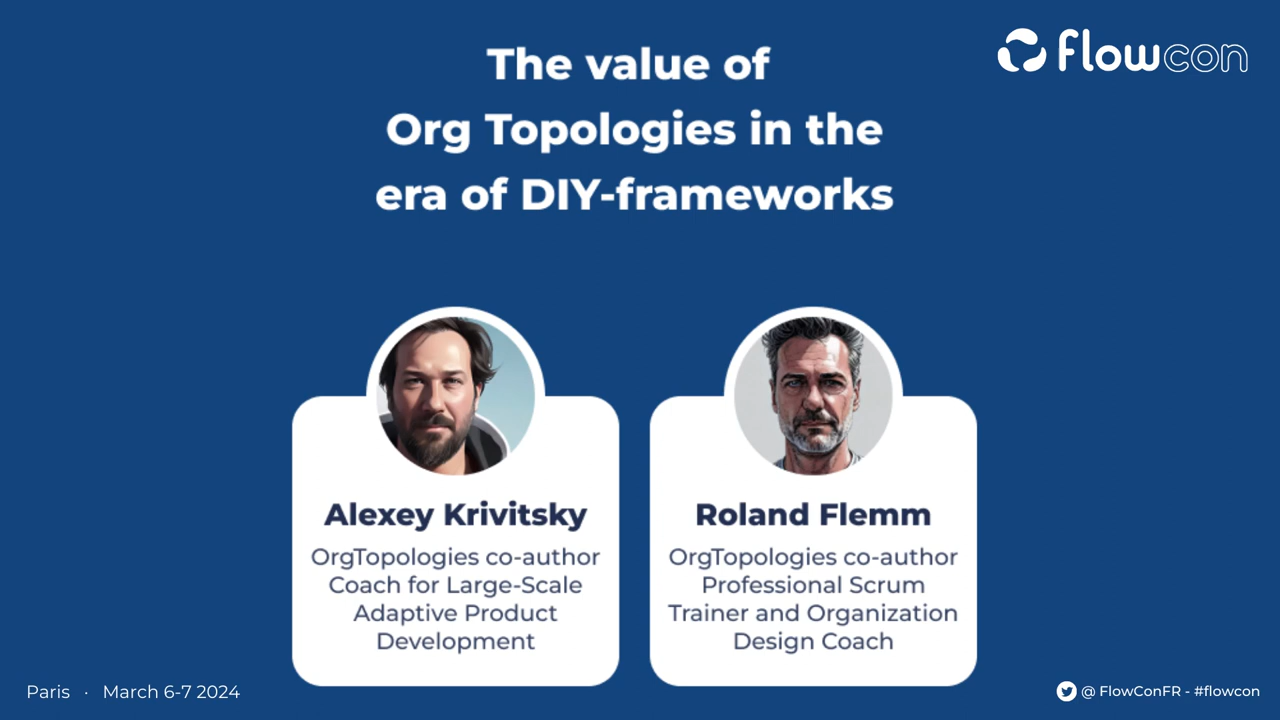 The value of
Org Topologies in the
era of DIY-frameworks
flowcon
Alexey Krivitsky
OrgTopologies co-author
Coach for Large-Scale
Adaptive Product
Development
Roland Flemm
OrgTopologies co-author
Professional Scrum
Trainer and Organization
Design Coach
Paris · March 6-7 2024
@ FlowConFR - #flowcon